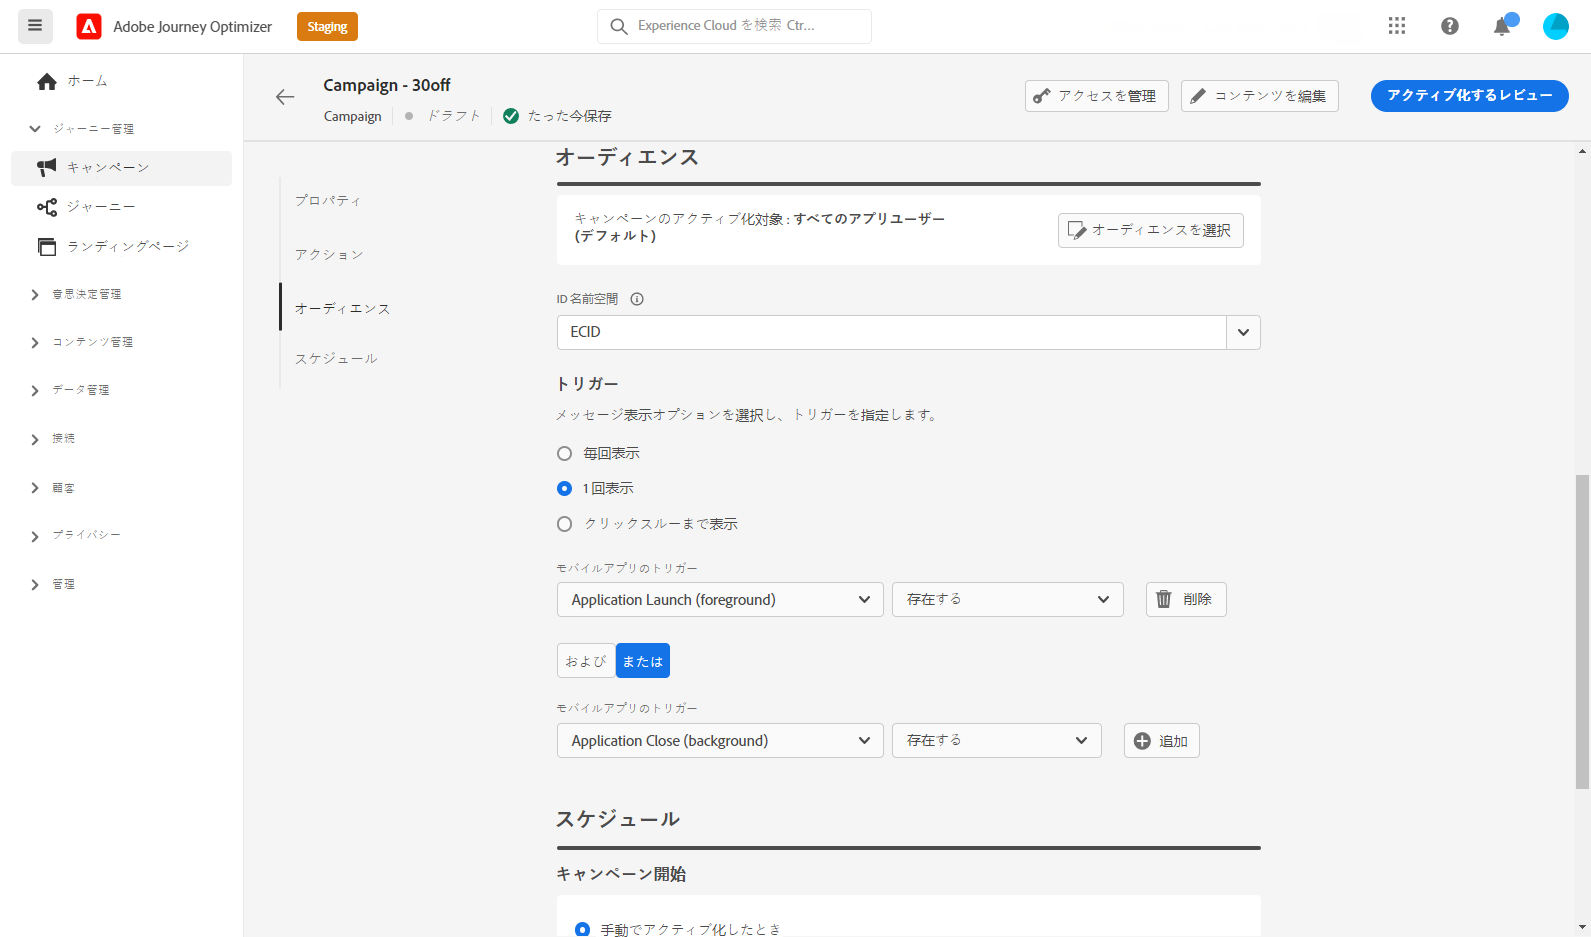 Adobe Journey Optimizer
Staging
Experience Cloud を検索 Ctr...
ホーム
ジャーニー管理
キャンペーン
ジャーニー
ランディングページ
意思決定管理
コンテンツ管理
データ管理
接続
顧客
プライバシー
管理
Campaign - 30off
Campaign
ドラフト
たった今保存
アクセスを管理
コンテンツを編集
アクティブ化するレビュー
プロパティ
アクション
オーディエンス
スケジュール
オーディエンス
キャンペーンのアクティブ化対象 : すべてのアプリユーザー
(デフォルト)
オーディエンスを選択
ID 名前空間
ECID
トリガー
メッセージ表示オプションを選択し、トリガーを指定します。
毎回表示
1 回表示
クリックスルーまで表示
モバイルアプリのトリガー
Application Launch (foreground)
存在する
削除
および
または
モバイルアプリのトリガー
Application Close (background)
存在する
追加
スケジュール
キャンペーン開始
手動でアクティブ化したとき